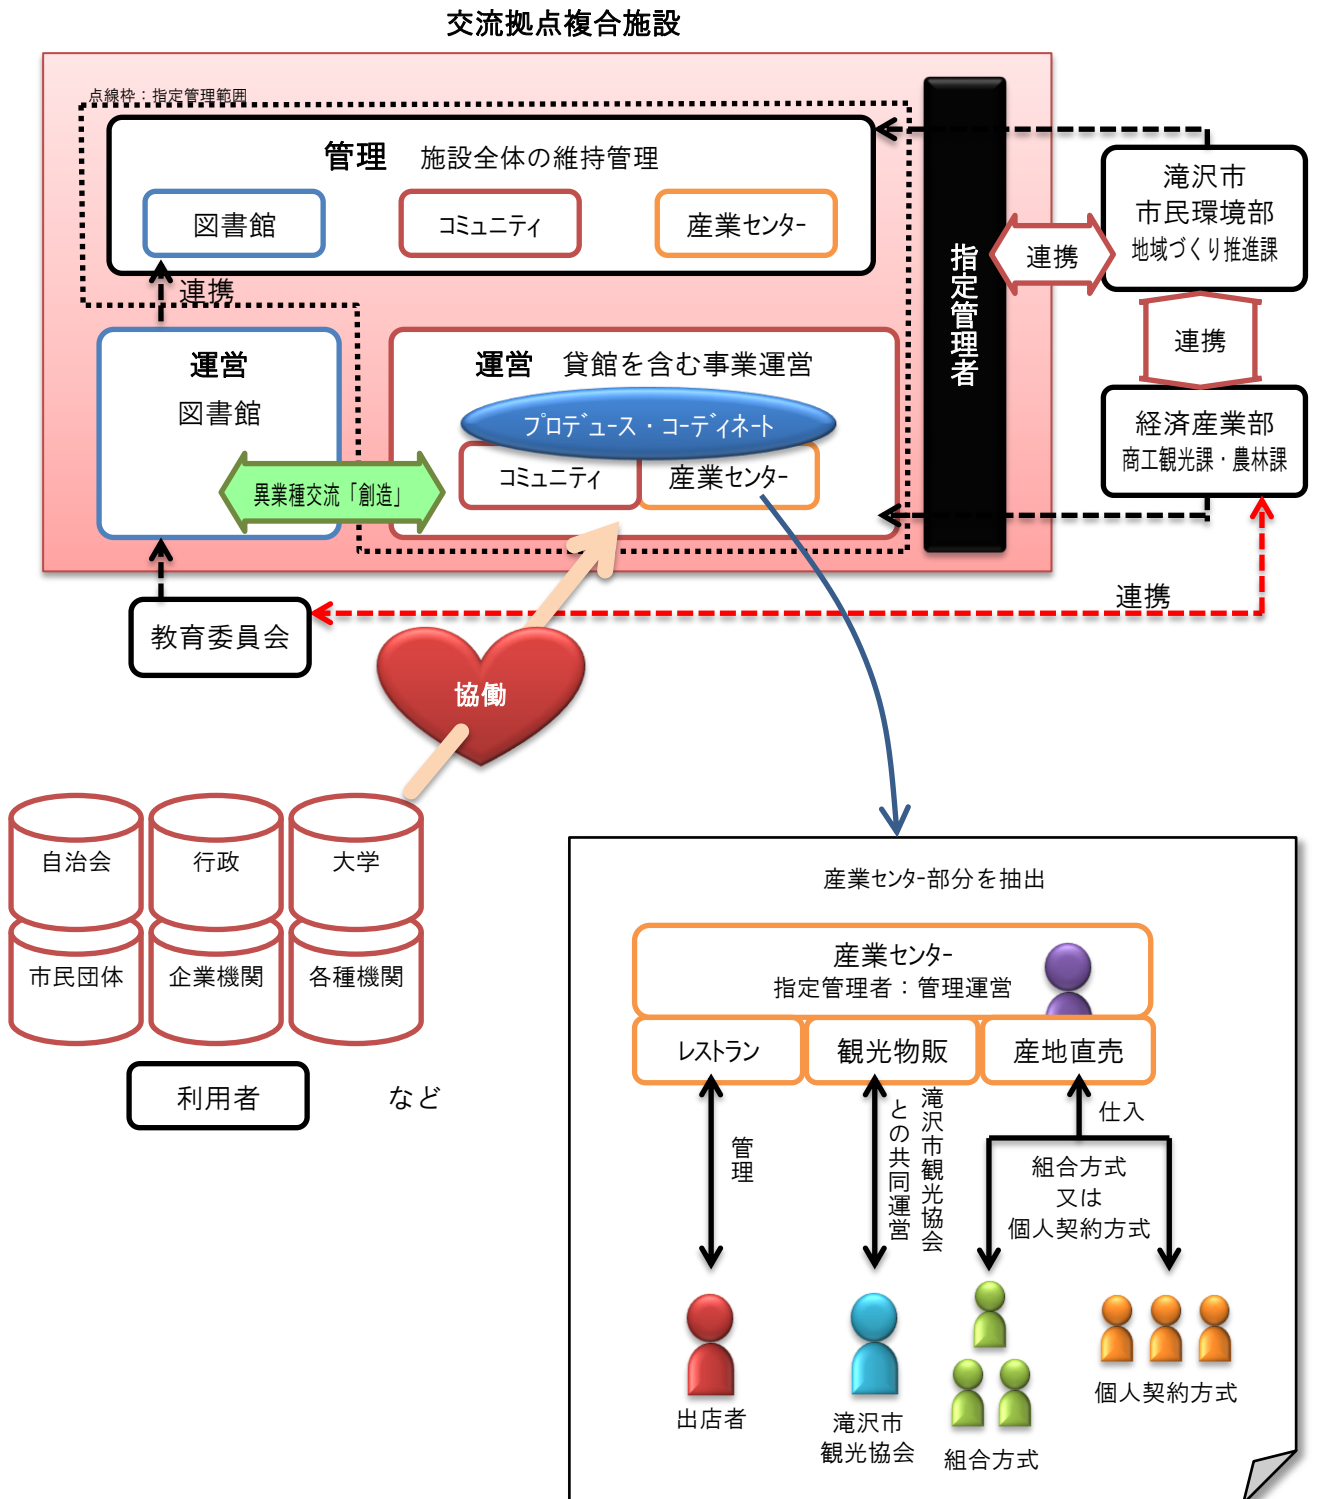 交流拠点複合施設
点線枠：指定管理範囲
管理　施設全体の維持管理
図書館
コミュニティ
産業センター
連携
運営
図書館
運営　貸館を含む事業運営
プロデュース・コーディネート
コミュニティ
産業センター
異業種交流「創造」
指定管理者
連携
滝沢市
市民環境部
地域づくり推進課
連携
経済産業部
商工観光課・農林課
連携
教育委員会
協働
自治会
行政
大学
市民団体
企業機関
各種機関
利用者
など
産業センター部分を抽出
産業センター
指定管理者：管理運営
レストラン
観光物販
産地直売
管理
滝沢市観光協会
との共同運営
仕入
組合方式
又は
個人契約方式
出店者
滝沢市
観光協会
組合方式
個人契約方式